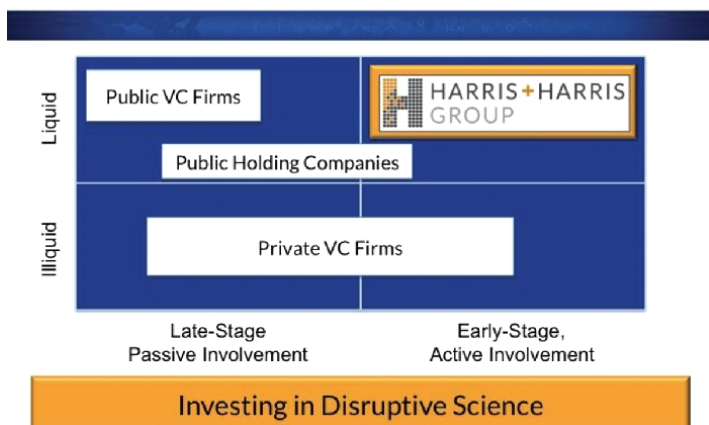 Liquid
Public VC Firms
HARRIS+HARRIS
GROUP
Public Holding Companies
Illiquid
Private VC Firms
Late-Stage
Passive Involvement
Early-Stage,
Active Involvement
Investing in Disruptive Science